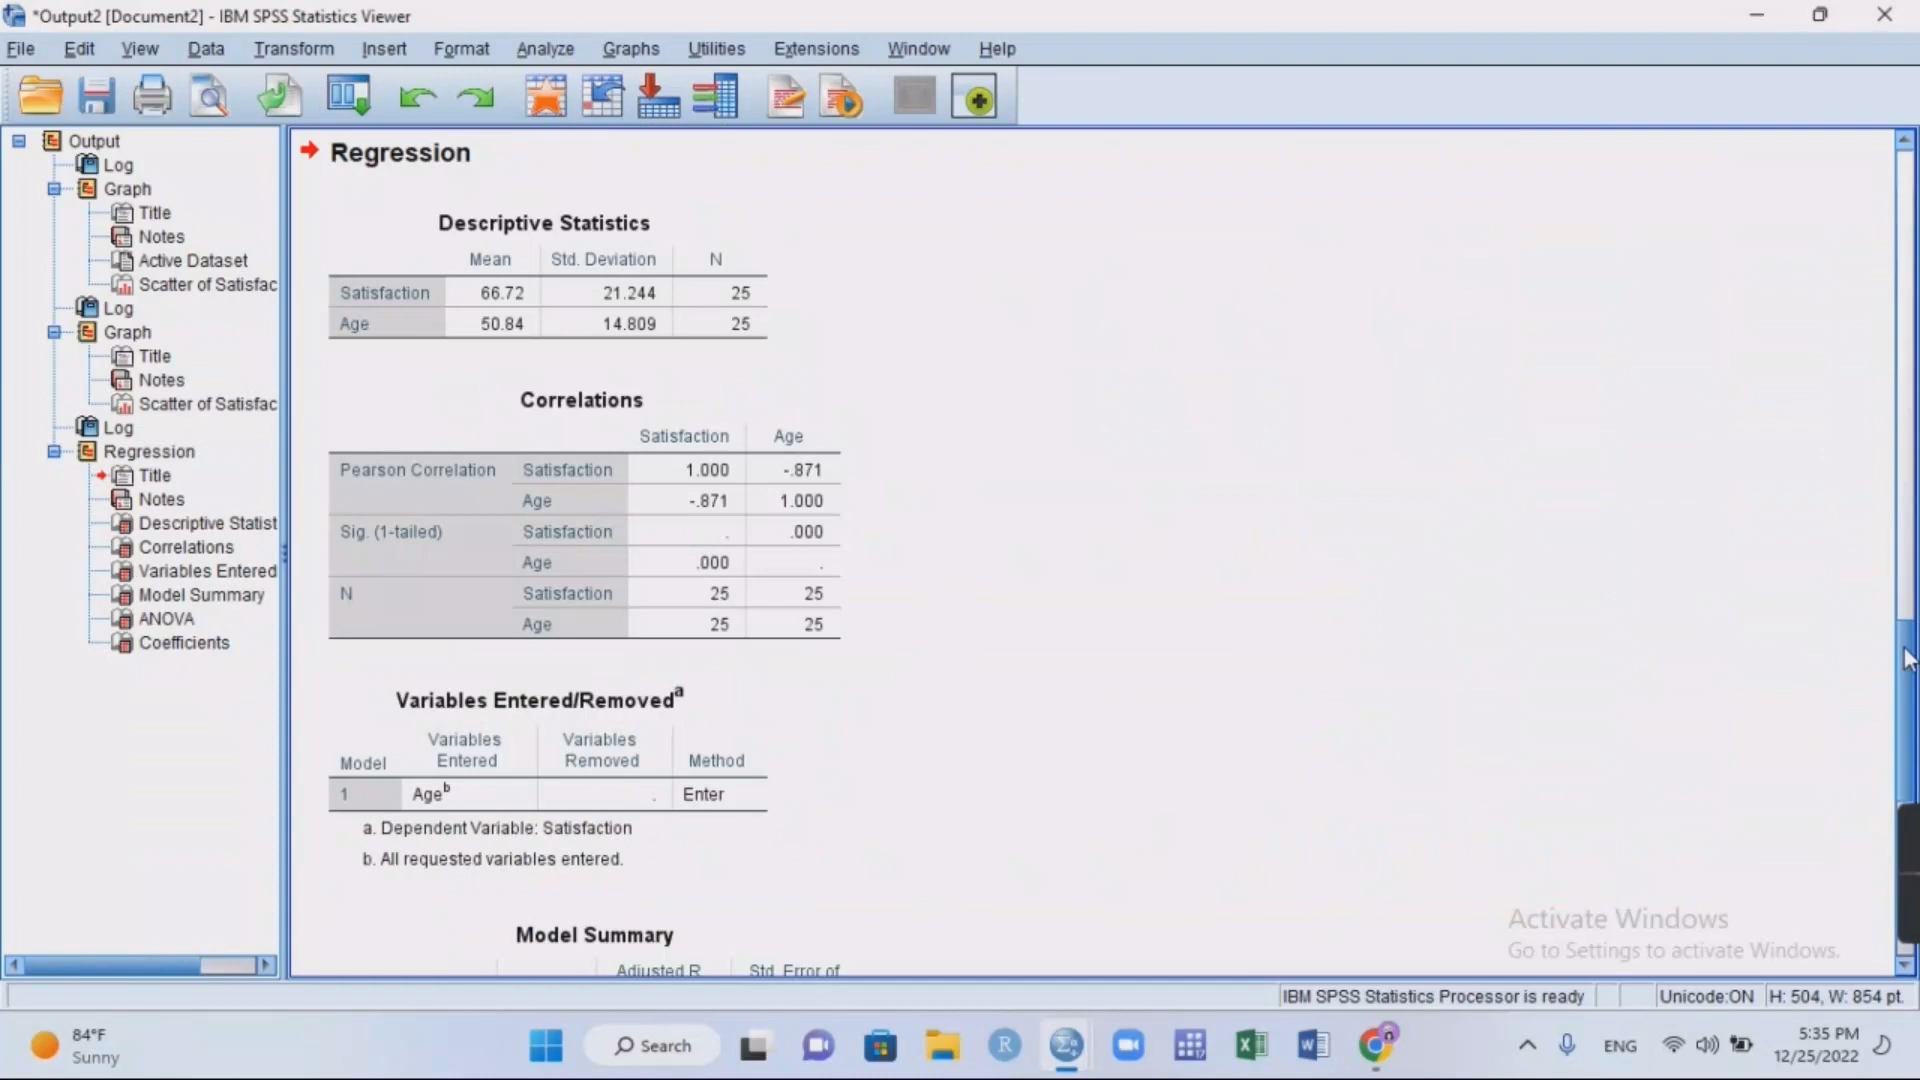 *Output2 [Document2] - IBM SPSS Statistics Viewer
File Edit View Data Transform Insert Format Analyze Graphs Utilities Extensions Window Help
Output
Log
Graph
Title
Notes
Active Dataset
Scatter of Satisfac
Log
Graph
Title
Notes
Scatter of Satisfac
Log
Regression
Title
Notes
Descriptive Statist
Correlations
Variables Entered
Model Summary
ANOVA
Coefficients
Regression
Descriptive Statistics
Mean Std. Deviation N
Satisfaction 66.72 21.244 25
Age 50.84 14.809 25
Correlations
Satisfaction Age
Pearson Correlation Satisfaction 1.000 -.871
Age -.871 1.000
Sig. (1-tailed) Satisfaction . .000
Age .000 .
N Satisfaction 25 25
Age 25 25
Variables Entered/Removedᵃ
Model Variables Entered Variables Removed Method
1 Ageᵇ . Enter
a. Dependent Variable: Satisfaction
b. All requested variables entered.
Model Summary
Adjusted R Std. Error of
Activate Windows
Go to Settings to activate Windows.
IBM SPSS Statistics Processor is ready Unicode:ON H: 504, W: 854 pt.
84°F
Sunny
Search
R
ENG
5:35 PM
12/25/2022